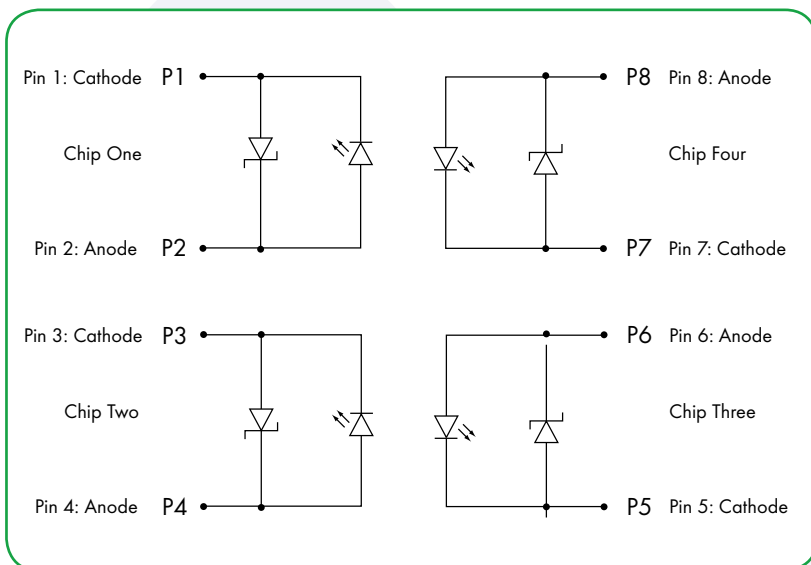 Pin 1: Cathode P1
P8 Pin 8: Anode
Chip One
Chip Four
Pin 2: Anode P2
P7 Pin 7: Cathode
Pin 3: Cathode P3
P6 Pin 6: Anode
Chip Two
Chip Three
Pin 4: Anode P4
P5 Pin 5: Cathode